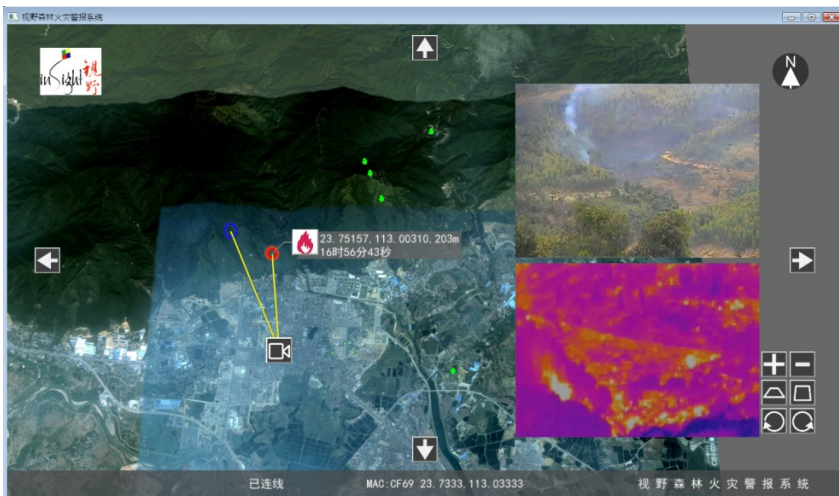 视野森林火灾警报系统
inSight 視野
N
23.75157,113.00310,203m
16时56分43秒
已连线
MAC:CF69 23.7333,113.03333
视野森林火灾警报系统